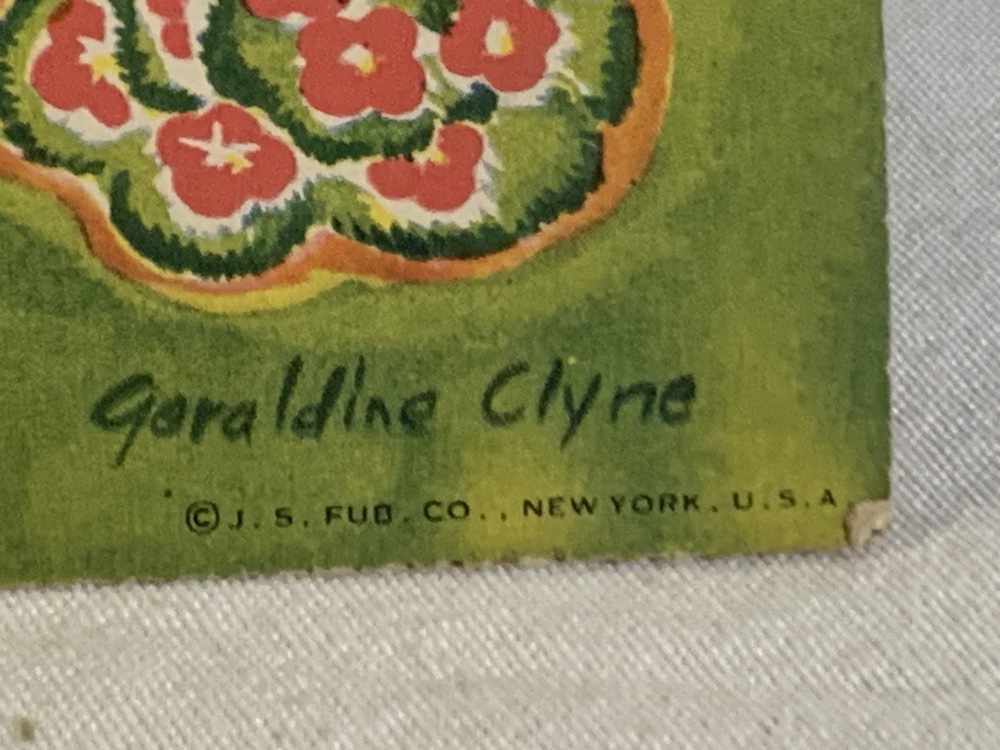 Geraldine Clyne
© J. S. PUB. CO., NEW YORK, U.S.A.